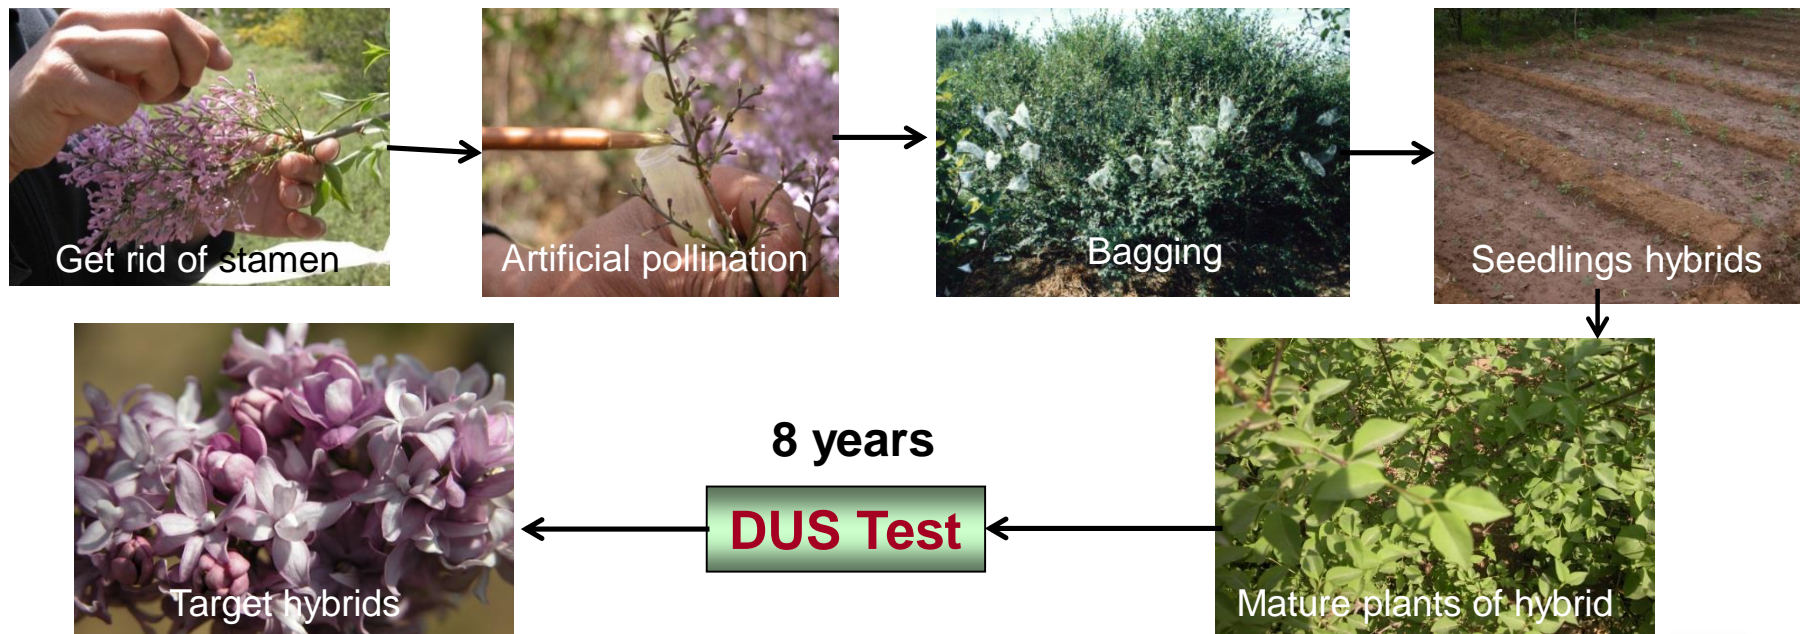 Get rid of stamen
Artificial pollination
Bagging
Seedlings hybrids
Mature plants of hybrid
8 years
DUS Test
Target hybrids